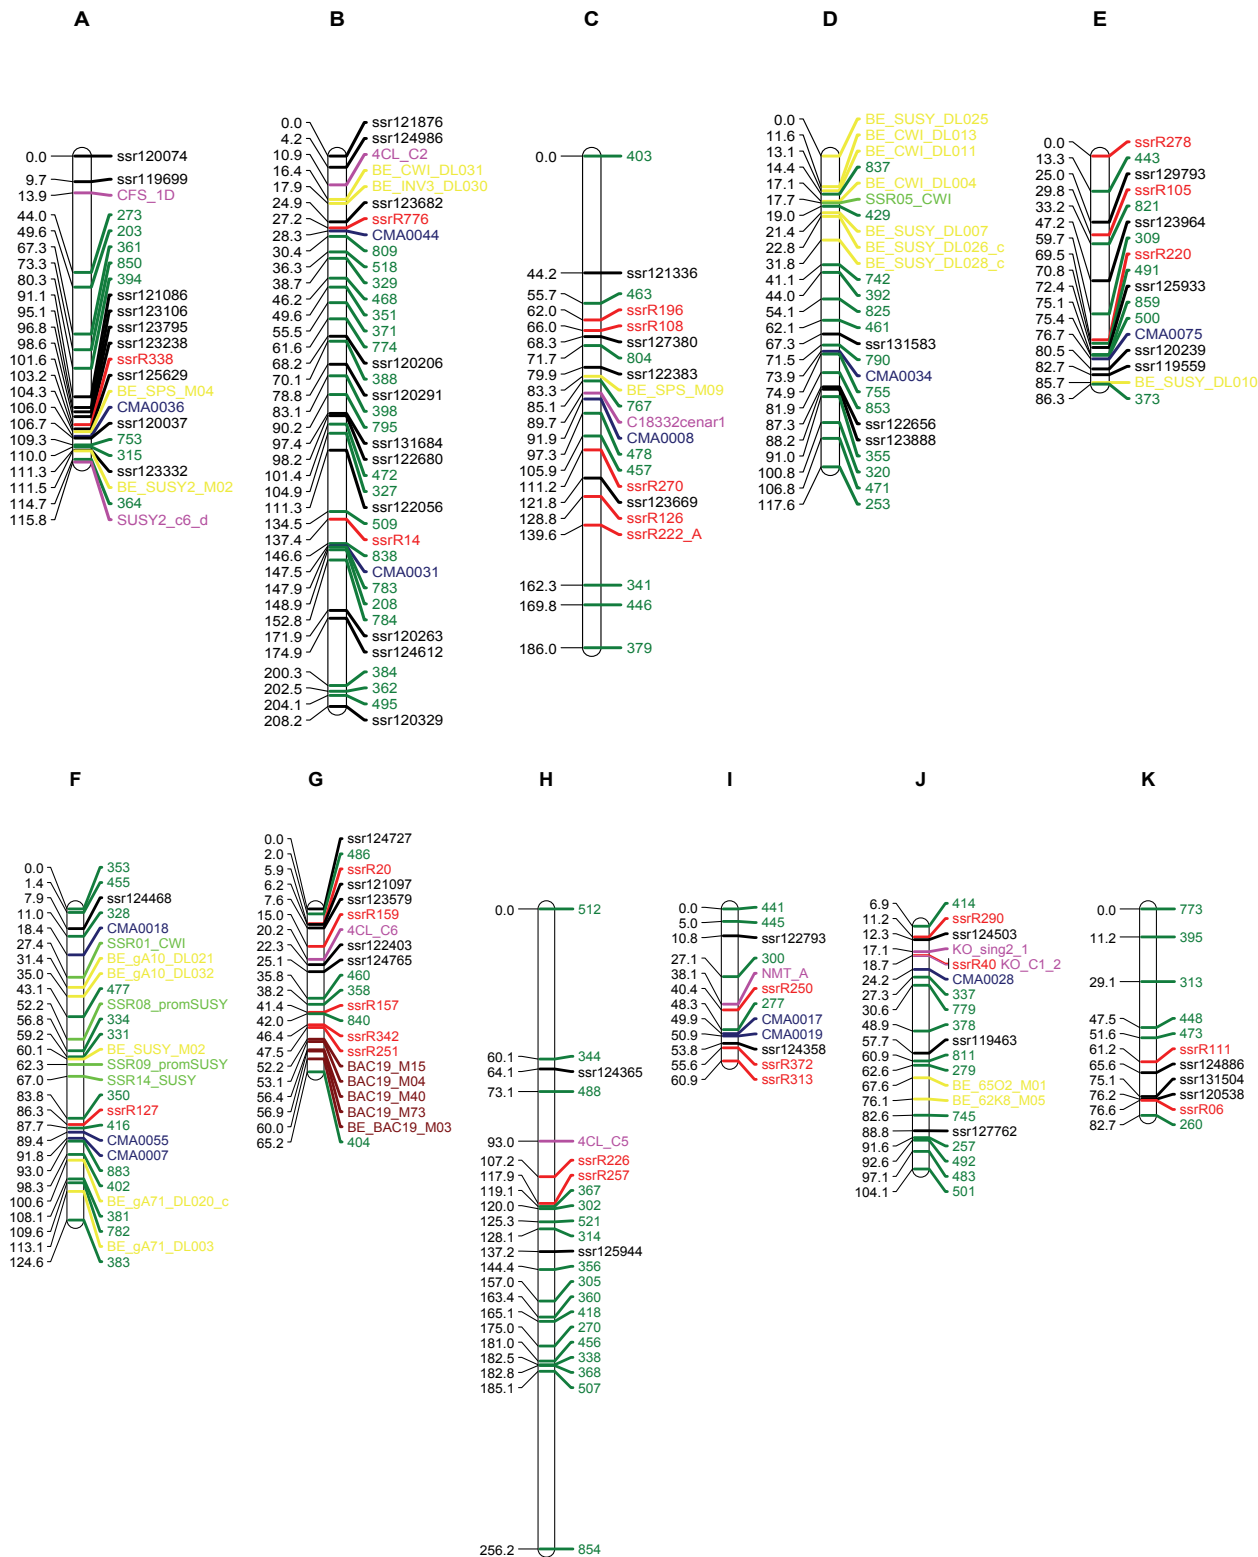 A
B
C
D
E
0.0 ssr120074
9.7 ssr119699
13.9 CFS_1D
44.0 273
49.6 203
67.3 361
73.3 850
80.3 394
91.1 ssr121086
95.1 ssr123106
96.8 ssr123795
98.6 ssr123238
101.6 ssrR338
103.2 ssr125629
104.3 BE_SPS_M04
106.0 CMA0036
106.7 ssr120037
109.3 753
110.0 315
111.3 ssr123332
111.5 BE_SUSY2_M02
114.7 364
115.8 SUSY2_c6_d
0.0 ssr121876
4.2 ssr124986
10.9 4CL_C2
16.4 BE_CWI_DL031
17.9 BE_INV3_DL030
24.9 ssr123682
27.2 ssrR776
28.3 CMA0044
30.4 809
36.3 518
38.7 329
46.2 468
49.6 351
55.5 371
61.6 774
68.2 ssr120206
70.1 388
78.8 ssr120291
83.1 398
90.2 795
97.4 ssr131684
98.2 ssr122680
101.4 472
104.9 327
111.3 ssr122056
134.5 509
137.4 ssrR14
146.6 838
147.5 CMA0031
147.9 783
148.9 208
152.8 784
171.9 ssr120263
174.9 ssr124612
200.3 384
202.5 362
204.1 495
208.2 ssr120329
0.0 403
44.2 ssr121336
55.7 463
62.0 ssrR196
66.0 ssrR108
68.3 ssr127380
71.7 804
79.9 ssr122383
83.3 BE_SPS_M09
85.1 767
89.7 C18332cenar1
91.9 CMA0008
97.3 478
105.9 457
111.2 ssrR270
121.8 ssr123669
128.8 ssrR126
139.6 ssrR222_A
162.3 341
169.8 446
186.0 379
0.0 BE_SUSY_DL025
11.6 BE_CWI_DL013
13.1 BE_CWI_DL011
14.4 837
17.1 BE_CWI_DL004
17.7 SSR05_CWI
19.0 429
21.4 BE_SUSY_DL007
22.8 BE_SUSY_DL026_c
31.8 BE_SUSY_DL028_c
41.1 742
44.0 392
54.1 825
62.1 461
67.3 ssr131583
71.5 790
73.9 CMA0034
74.9 755
81.9 853
87.3 ssr122656
88.2 ssr123888
91.0 355
100.8 320
106.8 471
117.6 253
0.0 ssrR278
13.3 443
25.0 ssr129793
29.8 ssrR105
33.2 821
47.2 ssr123964
59.7 309
69.5 ssrR220
70.8 491
72.4 ssr125933
75.1 859
75.4 500
76.7 CMA0075
80.5 ssr120239
82.7 ssr119559
85.7 BE_SUSY_DL010
86.3 373
F
G
H
I
J
K
0.0 353
1.4 455
7.9 ssr124468
11.0 328
18.4 CMA0018
27.4 SSR01_CWI
31.4 BE_gA10_DL021
35.0 BE_gA10_DL032
43.1 477
52.2 SSR08_promSUSY
56.8 334
59.2 331
60.1 BE_SUSY_M02
62.3 SSR09_promSUSY
67.0 SSR14_SUSY
83.8 350
86.3 ssrR127
87.7 416
89.4 CMA0055
91.8 CMA0007
93.0 883
98.3 402
100.6 BE_gA71_DL020_c
108.1 381
109.6 782
113.1 BE_gA71_DL003
124.6 383
0.0 ssr124727
2.0 486
5.9 ssrR20
6.2 ssr121097
7.6 ssr123579
15.0 ssrR159
20.2 4CL_C6
22.3 ssr122403
25.1 ssr124765
35.8 460
38.2 358
41.4 ssrR157
42.0 840
46.4 ssrR342
47.5 ssrR251
52.2 BAC19_M15
53.1 BAC19_M04
56.4 BAC19_M40
56.9 BAC19_M73
60.0 BE_BAC19_M03
65.2 404
0.0 512
60.1 344
64.1 ssr124365
73.1 488
93.0 4CL_C5
107.2 ssrR226
117.9 ssrR257
119.1 367
120.0 302
125.3 521
128.1 314
137.2 ssr125944
144.4 356
157.0 305
163.4 360
165.1 418
175.0 270
181.0 456
182.5 338
182.8 368
185.1 507
256.2 854
0.0 441
5.0 445
10.8 ssr122793
27.1 300
38.1 NMT_A
40.4 ssrR250
48.3 277
49.9 CMA0017
50.9 CMA0019
53.8 ssr124358
55.6 ssrR372
60.9 ssrR313
6.9 414
11.2 ssrR290
12.3 ssr124503
17.1 KO_sing2_1
18.7 ssrR40 KO_C1_2
24.2 CMA0028
27.3 337
30.6 779
48.9 378
57.7 ssr119463
60.9 811
62.6 279
67.6 BE_65O2_M01
76.1 BE_62K8_M05
82.6 745
88.8 ssr127762
91.6 257
92.6 492
97.1 483
104.1 501
0.0 773
11.2 395
29.1 313
47.5 448
51.6 473
61.2 ssrR111
65.6 ssr124886
75.1 ssr131504
76.2 ssr120538
76.6 ssrR06
82.7 260